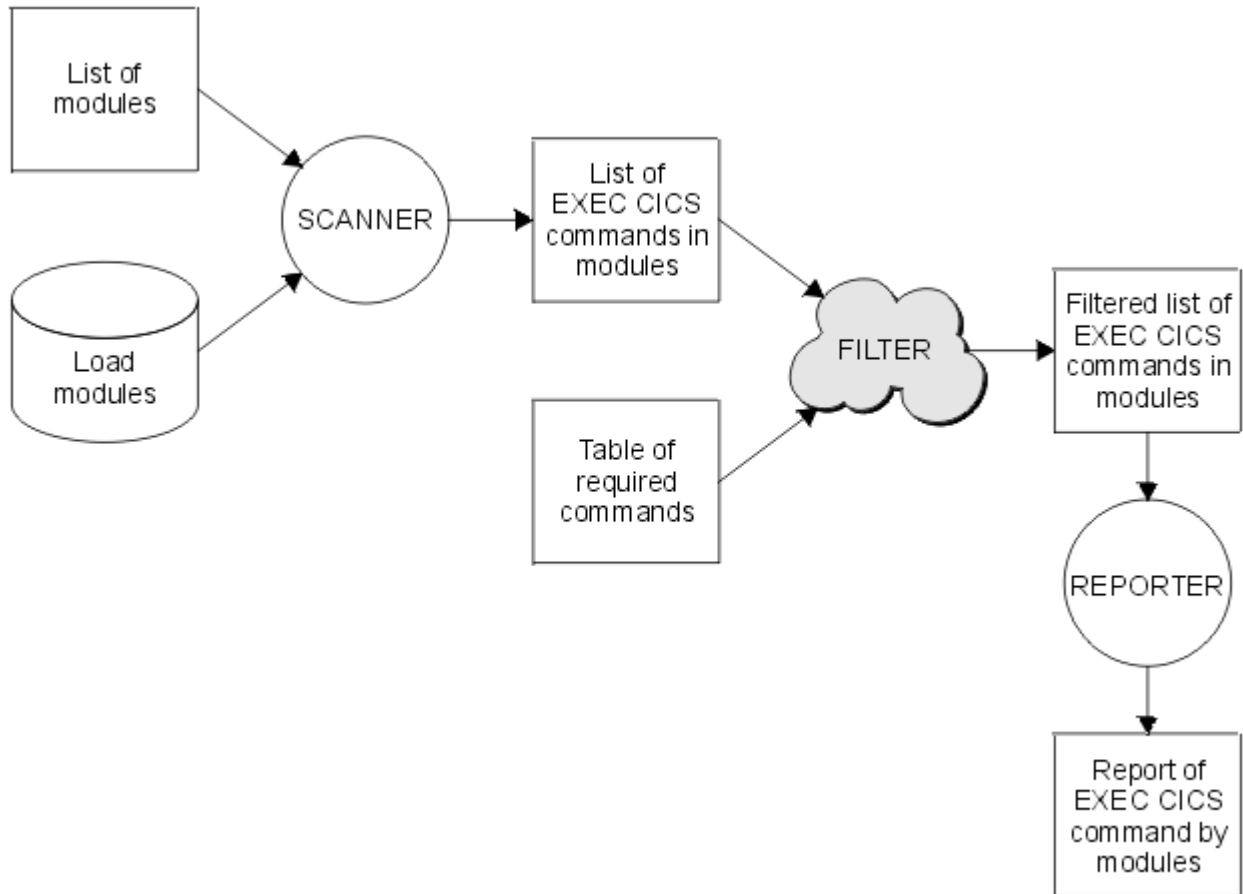 List of
modules
SCANNER
Load
modules
List of
EXEC CICS
commands in
modules
Table of
required
commands
FILTER
Filtered list of
EXEC CICS
commands in
modules
REPORTER
Report of
EXEC CICS
command by
modules